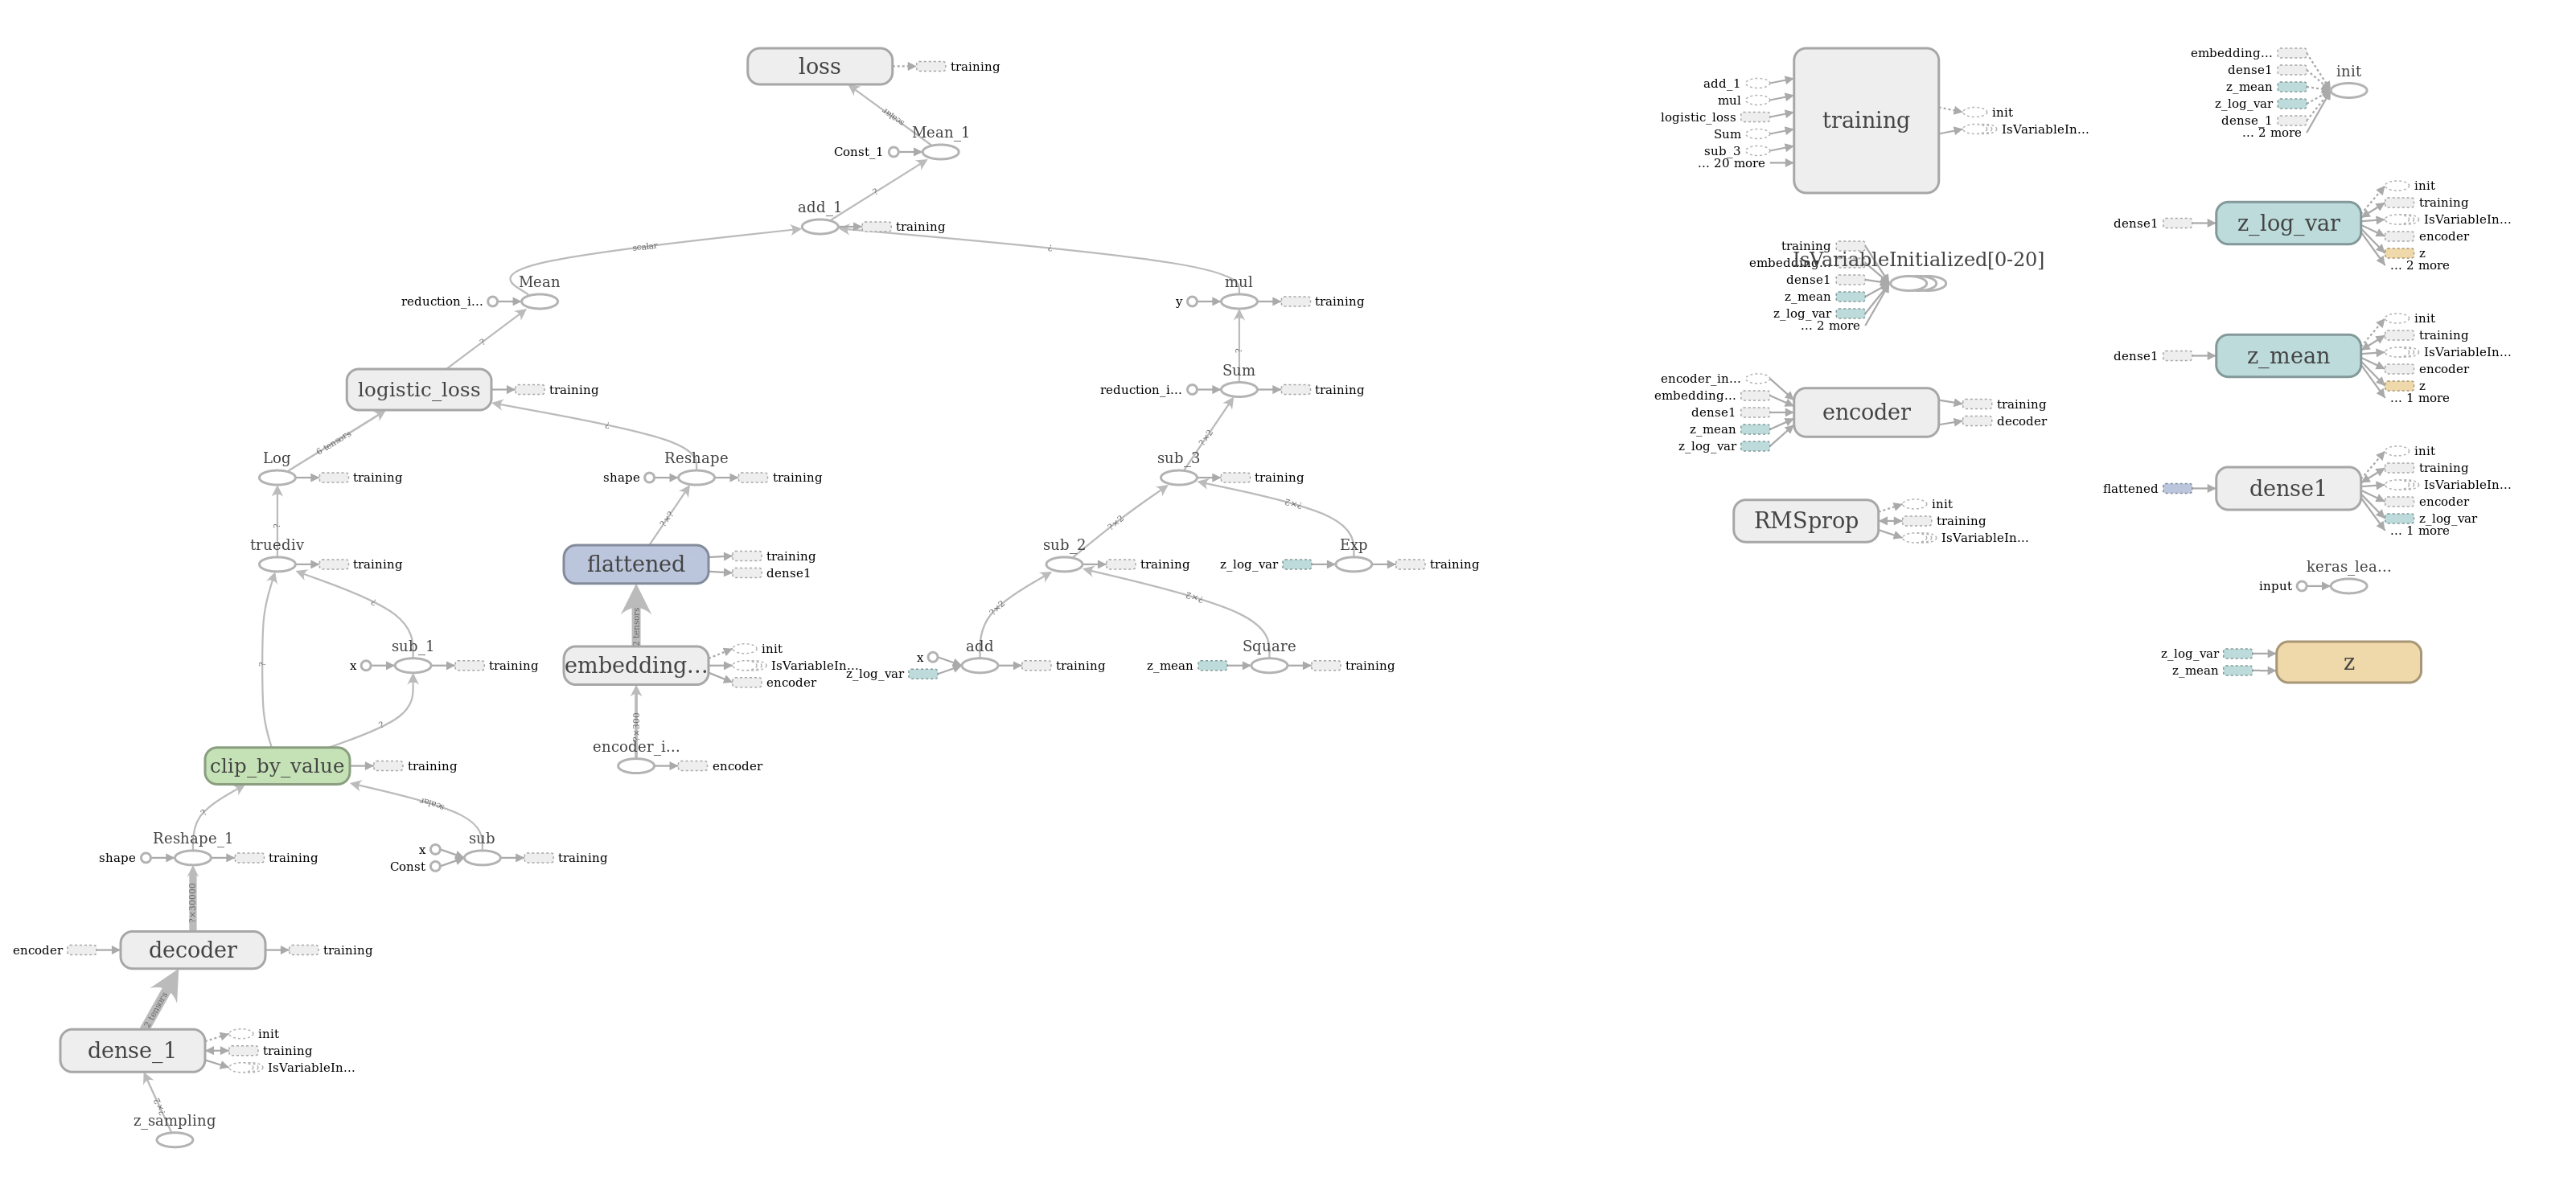 loss
training
scalar
Mean_1
Const_1
?
add_1
training
scalar
?
Mean
reduction_i...
mul
y
training
?
?
logistic_loss
training
Sum
reduction_i...
training
6 tensors
?
?×2
Log
training
Reshape
shape
training
sub_3
training
?
?×?
?×2
?×2
truediv
training
flattened
training
dense1
sub_2
training
Exp
z_log_var
training
?
2 tensors
?×2
?×2
sub_1
x
training
embedding...
init
IsVariableIn...
encoder
add
x
z_log_var
training
Square
z_mean
training
?
?
?×300
clip_by_value
training
encoder_i...
encoder
?
scalar
Reshape_1
shape
training
sub
x
Const
training
?×30000
decoder
encoder
training
2 tensors
dense_1
init
training
IsVariableIn...
?×2
z_sampling
training
add_1
mul
logistic_loss
Sum
sub_3
... 20 more
init
IsVariableIn...
IsVariableInitialized[0-20]
training
embedding...
dense1
z_mean
z_log_var
... 2 more
encoder
encoder_in...
embedding...
dense1
z_mean
z_log_var
training
decoder
RMSprop
init
training
IsVariableIn...
init
embedding...
dense1
z_mean
z_log_var
dense_1
... 2 more
z_log_var
dense1
init
training
IsVariableIn...
encoder
z
... 2 more
z_mean
dense1
init
training
IsVariableIn...
encoder
z
... 1 more
dense1
flattened
init
training
IsVariableIn...
encoder
z_log_var
... 1 more
keras_lea...
input
z
z_log_var
z_mean